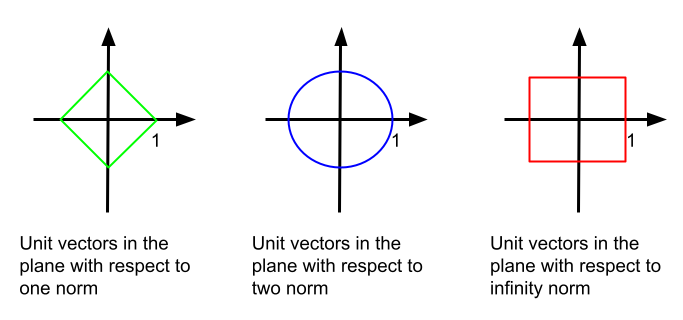 1
1
1
Unit vectors in the
plane with respect to
one norm
Unit vectors in the
plane with respect to
two norm
Unit vectors in the
plane with respect to
infinity norm